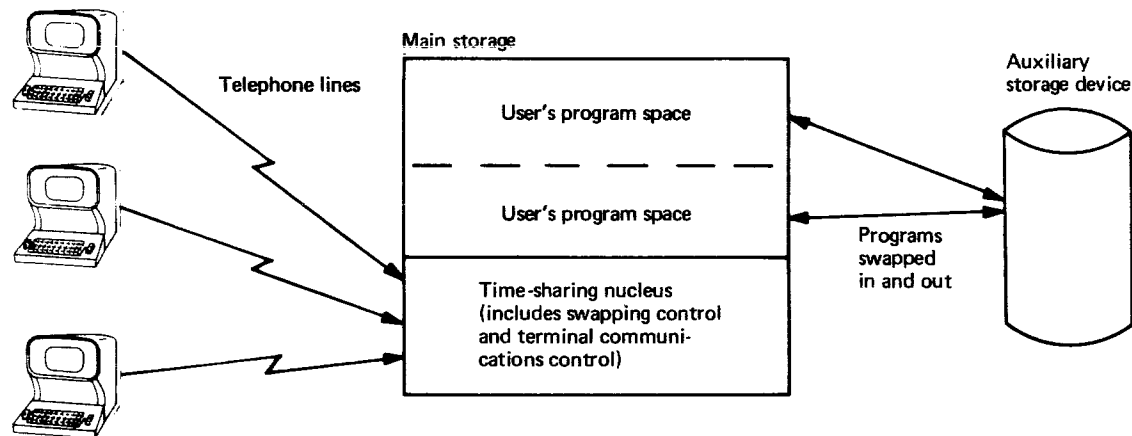 Main storage
Telephone lines
User's program space
User's program space
Time-sharing nucleus
(includes swapping control
and terminal communi-
cations control)
Auxiliary
storage device
Programs
swapped
in and out